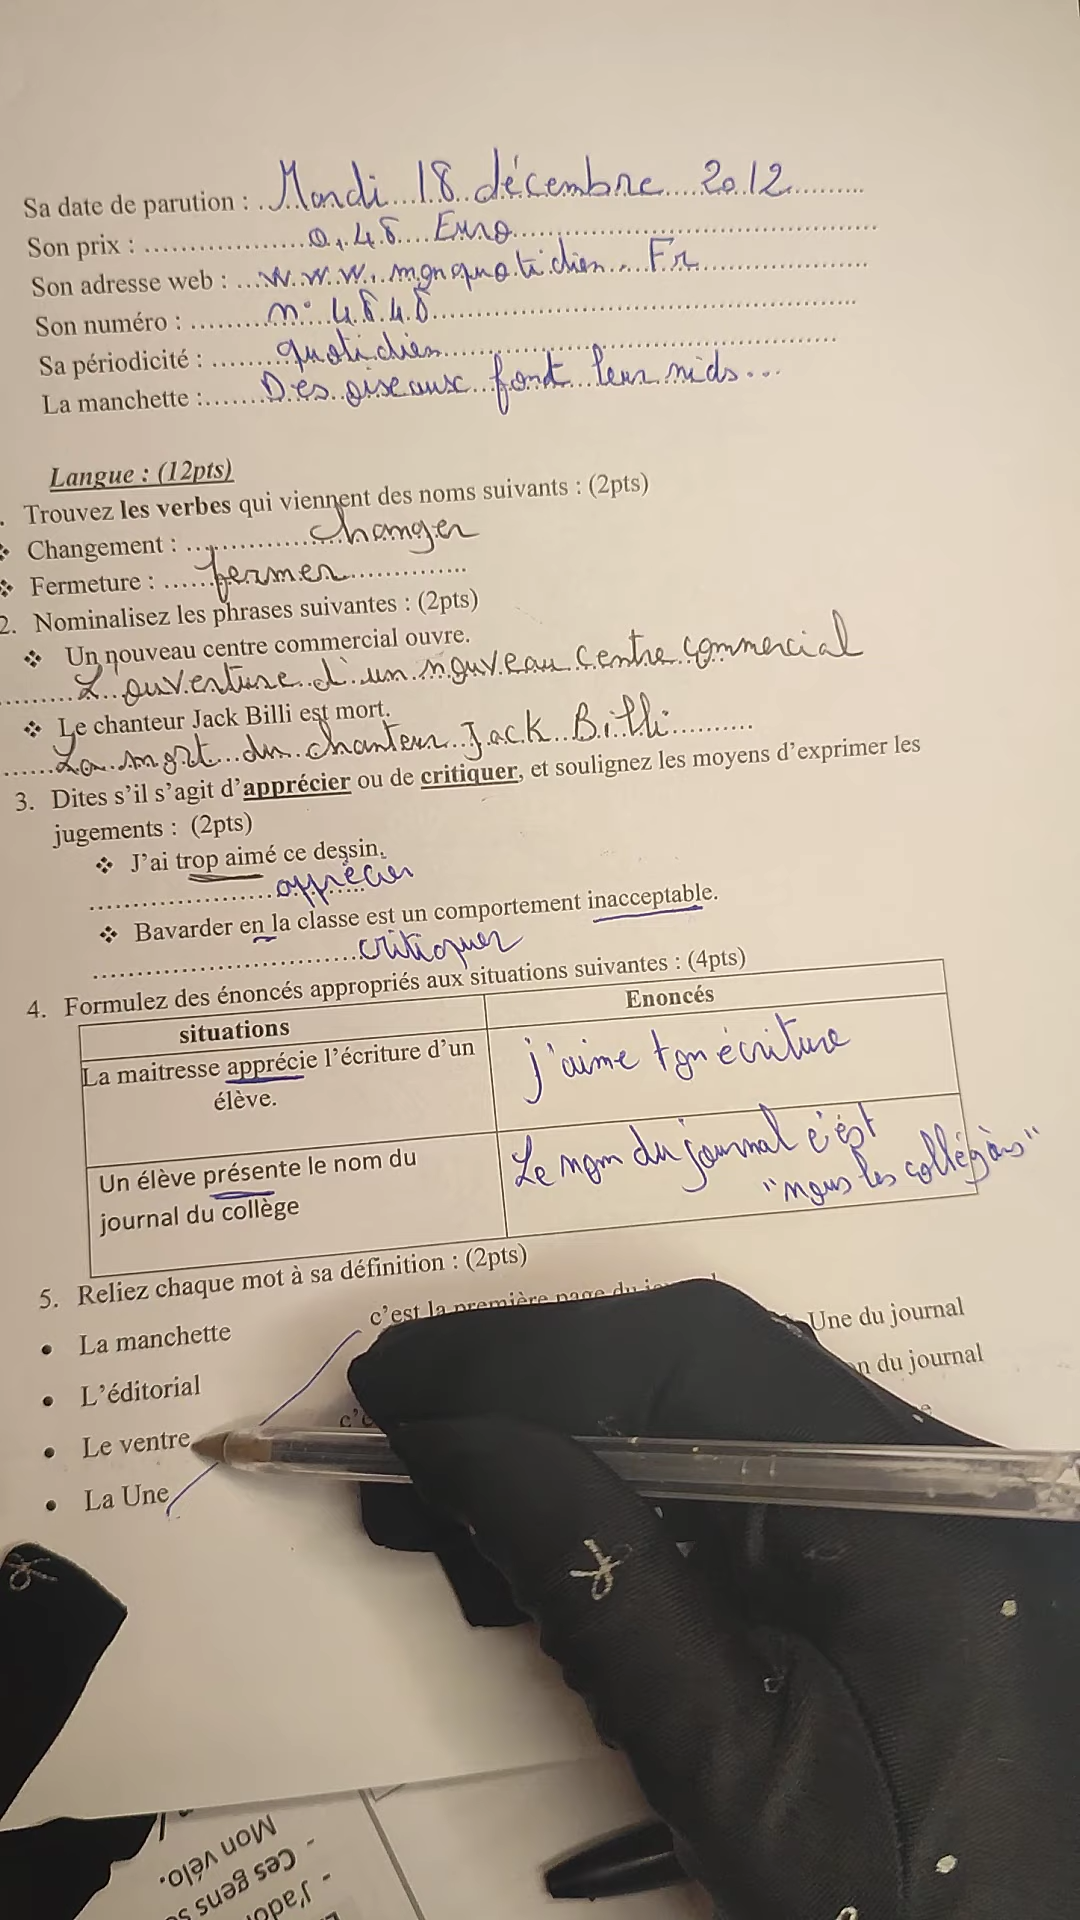 Sa date de parution : Mardi 18 décembre 2012
Son prix : 0,48 Euro
Son adresse web : www.monquotidien.Fr
Son numéro : n° 4848
Sa périodicité : quotidien
La manchette : Des oiseaux font leur nids...
Langue : (12pts)
Trouvez les verbes qui viennent des noms suivants : (2pts)
❖ Changement : changer
❖ Fermeture : fermer
2. Nominalisez les phrases suivantes : (2pts)
❖ Un nouveau centre commercial ouvre.
L'ouverture d'un nouveau centre commercial
❖ Le chanteur Jack Billi est mort.
La mort du chanteur Jack Billi
3. Dites s'il s'agit d'apprécier ou de critiquer, et soulignez les moyens d'exprimer les
jugements : (2pts)
❖ J'ai trop aimé ce dessin.
apprécier
❖ Bavarder en la classe est un comportement inacceptable.
critiquer
4. Formulez des énoncés appropriés aux situations suivantes : (4pts)
situations Enoncés
La maitresse apprécie l'écriture d'un
élève.
j'aime ton écriture
Un élève présente le nom du
journal du collège
Le nom du journal c'ést
"nous les collégiens"
5. Reliez chaque mot à sa définition : (2pts)
c'est la première page du
• La manchette
Une du journal
• L'éditorial
du journal
• Le ventre
• La Une
Mon vélo.
- Ces gens